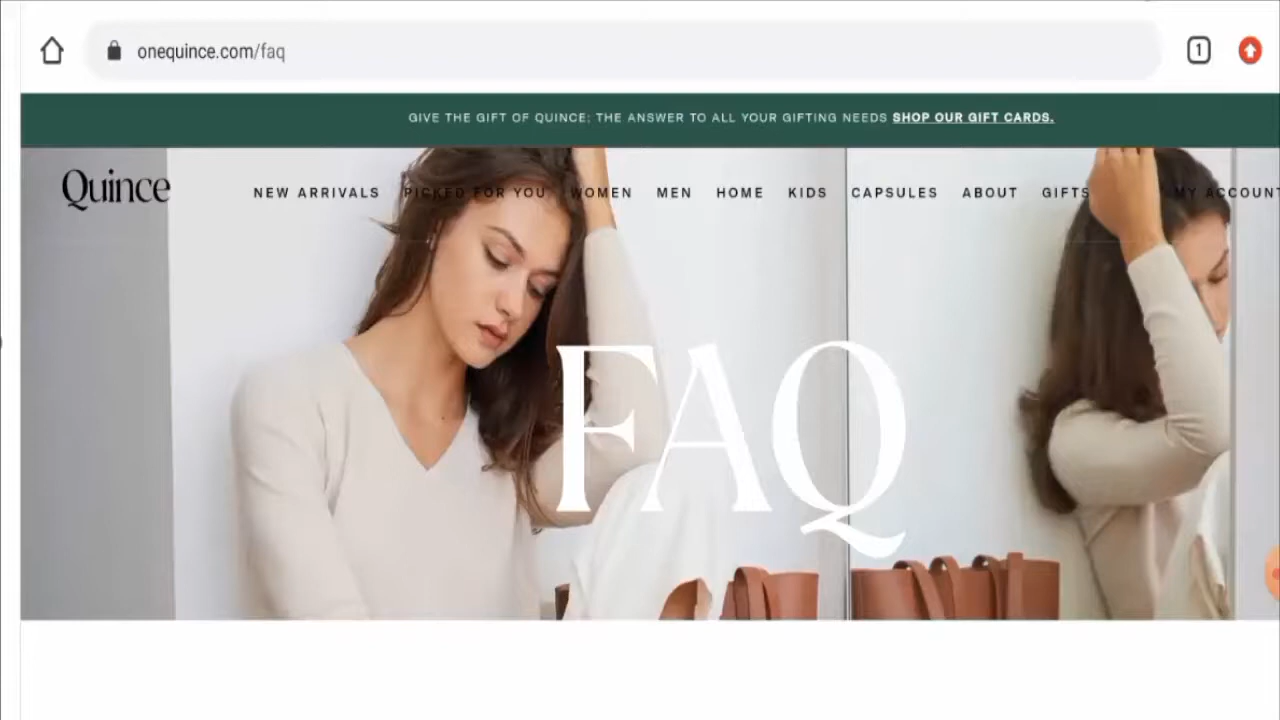 onequince.com/faq
1
GIVE THE GIFT OF QUINCE; THE ANSWER TO ALL YOUR GIFTING NEEDS SHOP OUR GIFT CARDS.
Quince NEW ARRIVALS PICKED FOR YOU WOMEN MEN HOME KIDS CAPSULES ABOUT GIFTS MY ACCOUNT
FAQ